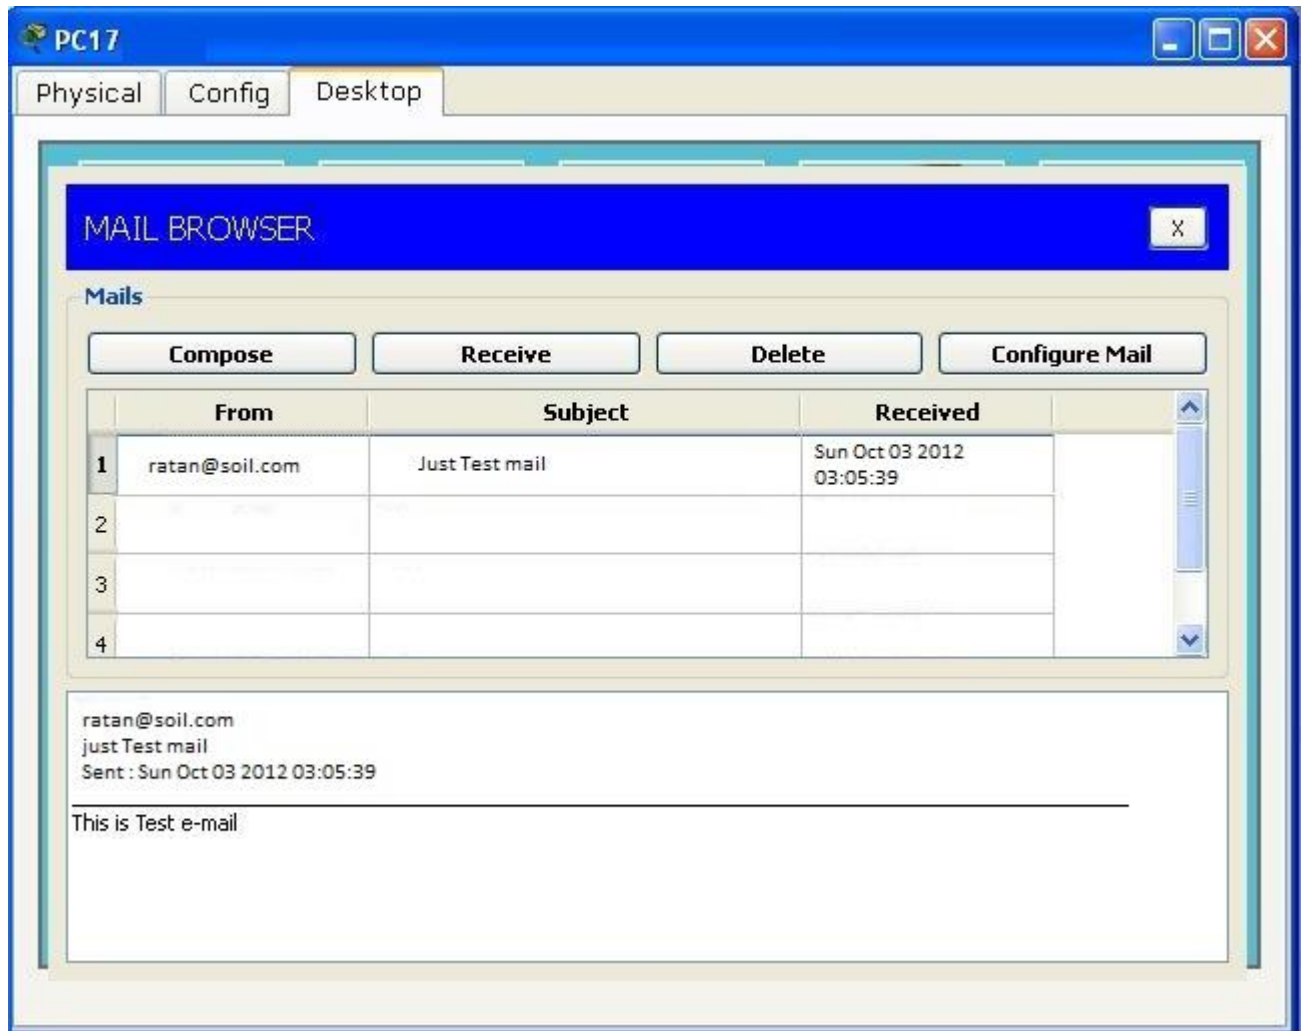 PC17
Physical Config Desktop
MAIL BROWSER X
Mails
Compose Receive Delete Configure Mail
From Subject Received
1 ratan@soil.com Just Test mail Sun Oct 03 2012
03:05:39
2
3
4
ratan@soil.com
just Test mail
Sent : Sun Oct 03 2012 03:05:39
This is Test e-mail